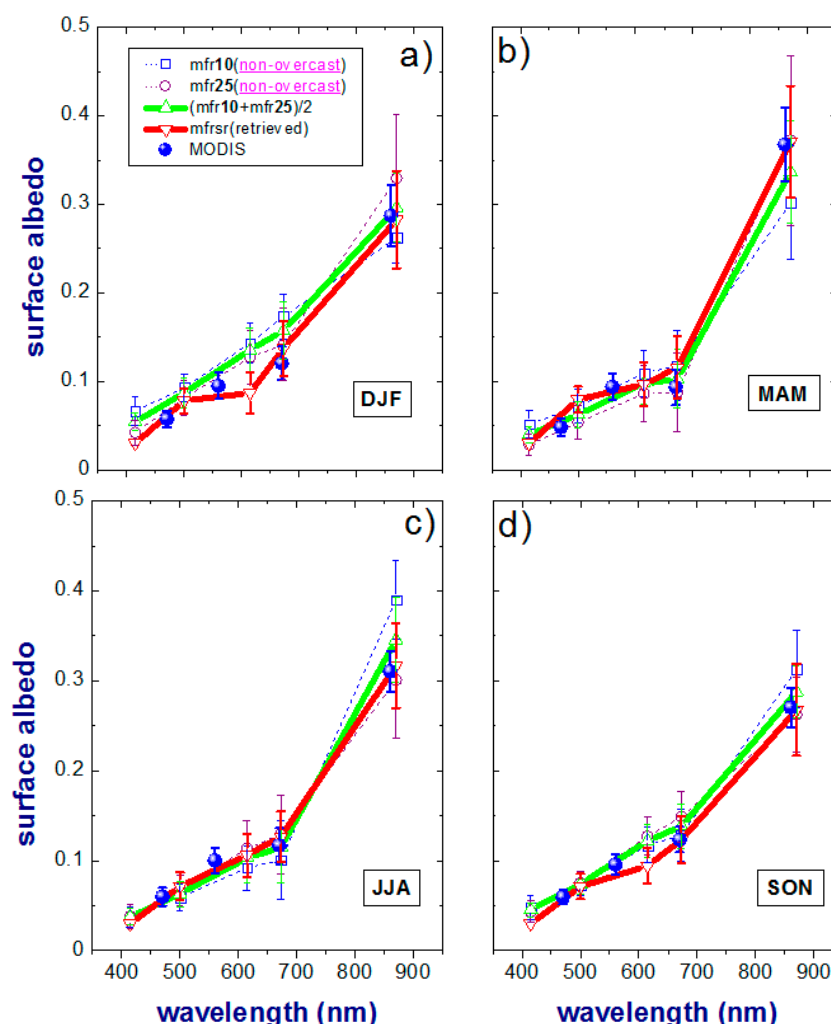 0.5
0.4
0.3
0.2
0.1
0
surface albedo
mfr10(non-overcast)
mfr25(non-overcast)
(mfr10+mfr25)/2
mfrsr(retrieved)
MODIS
a)
DJF
b)
MAM
0.5
0.4
0.3
0.2
0.1
0
surface albedo
c)
JJA
400 500 600 700 800 900
wavelength (nm)
d)
SON
400 500 600 700 800 900
wavelength (nm)